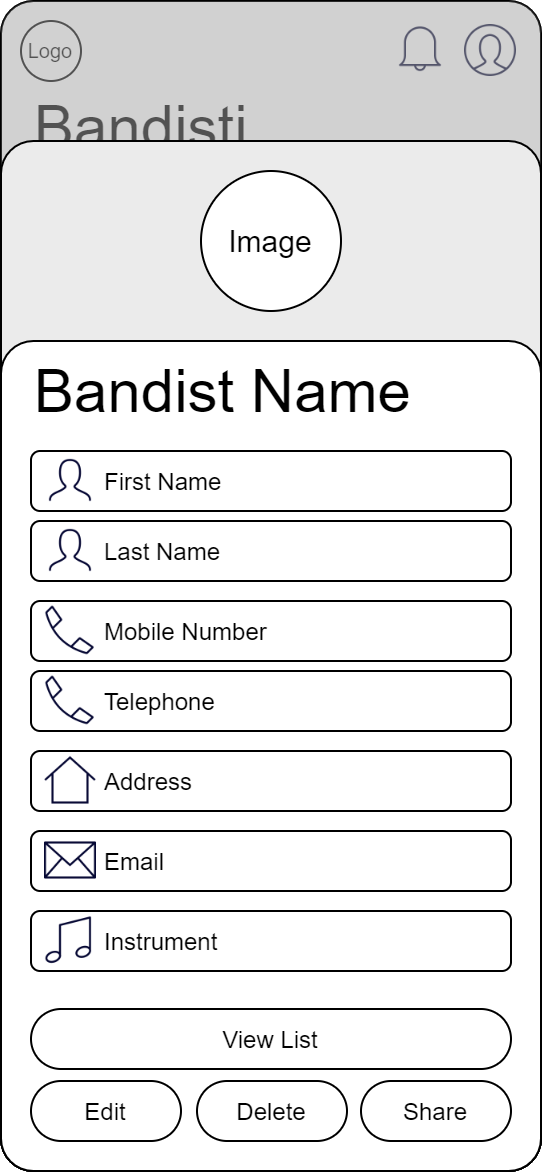 Logo
Bandisti
Image
Bandist Name
First Name
Last Name
Mobile Number
Telephone
Address
Email
Instrument
View List
Edit
Delete
Share